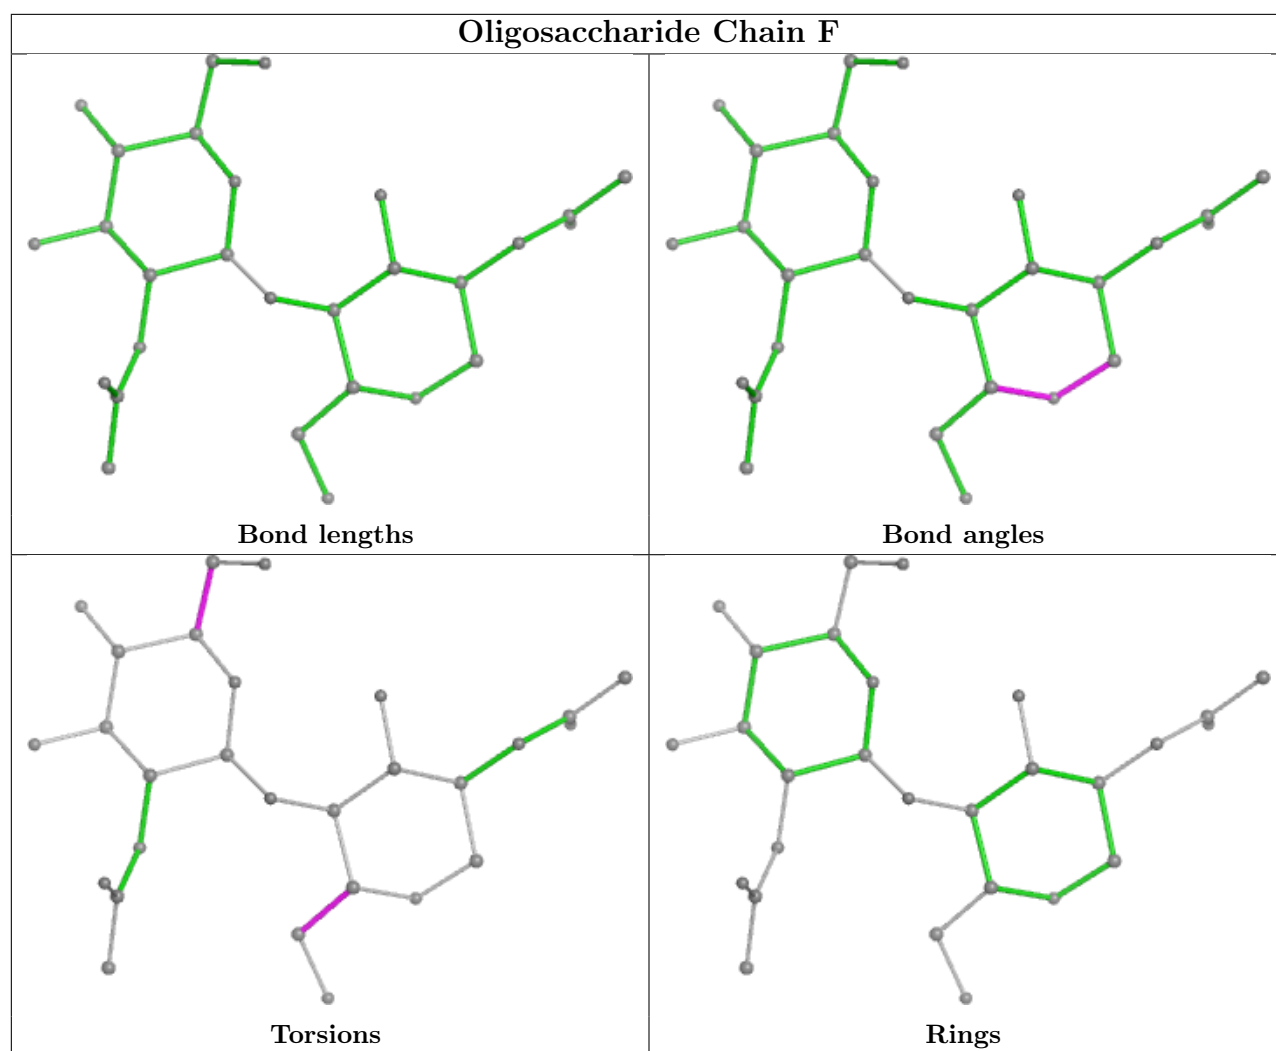 Oligosaccharide Chain F
Bond lengths
Bond angles
Torsions
Rings